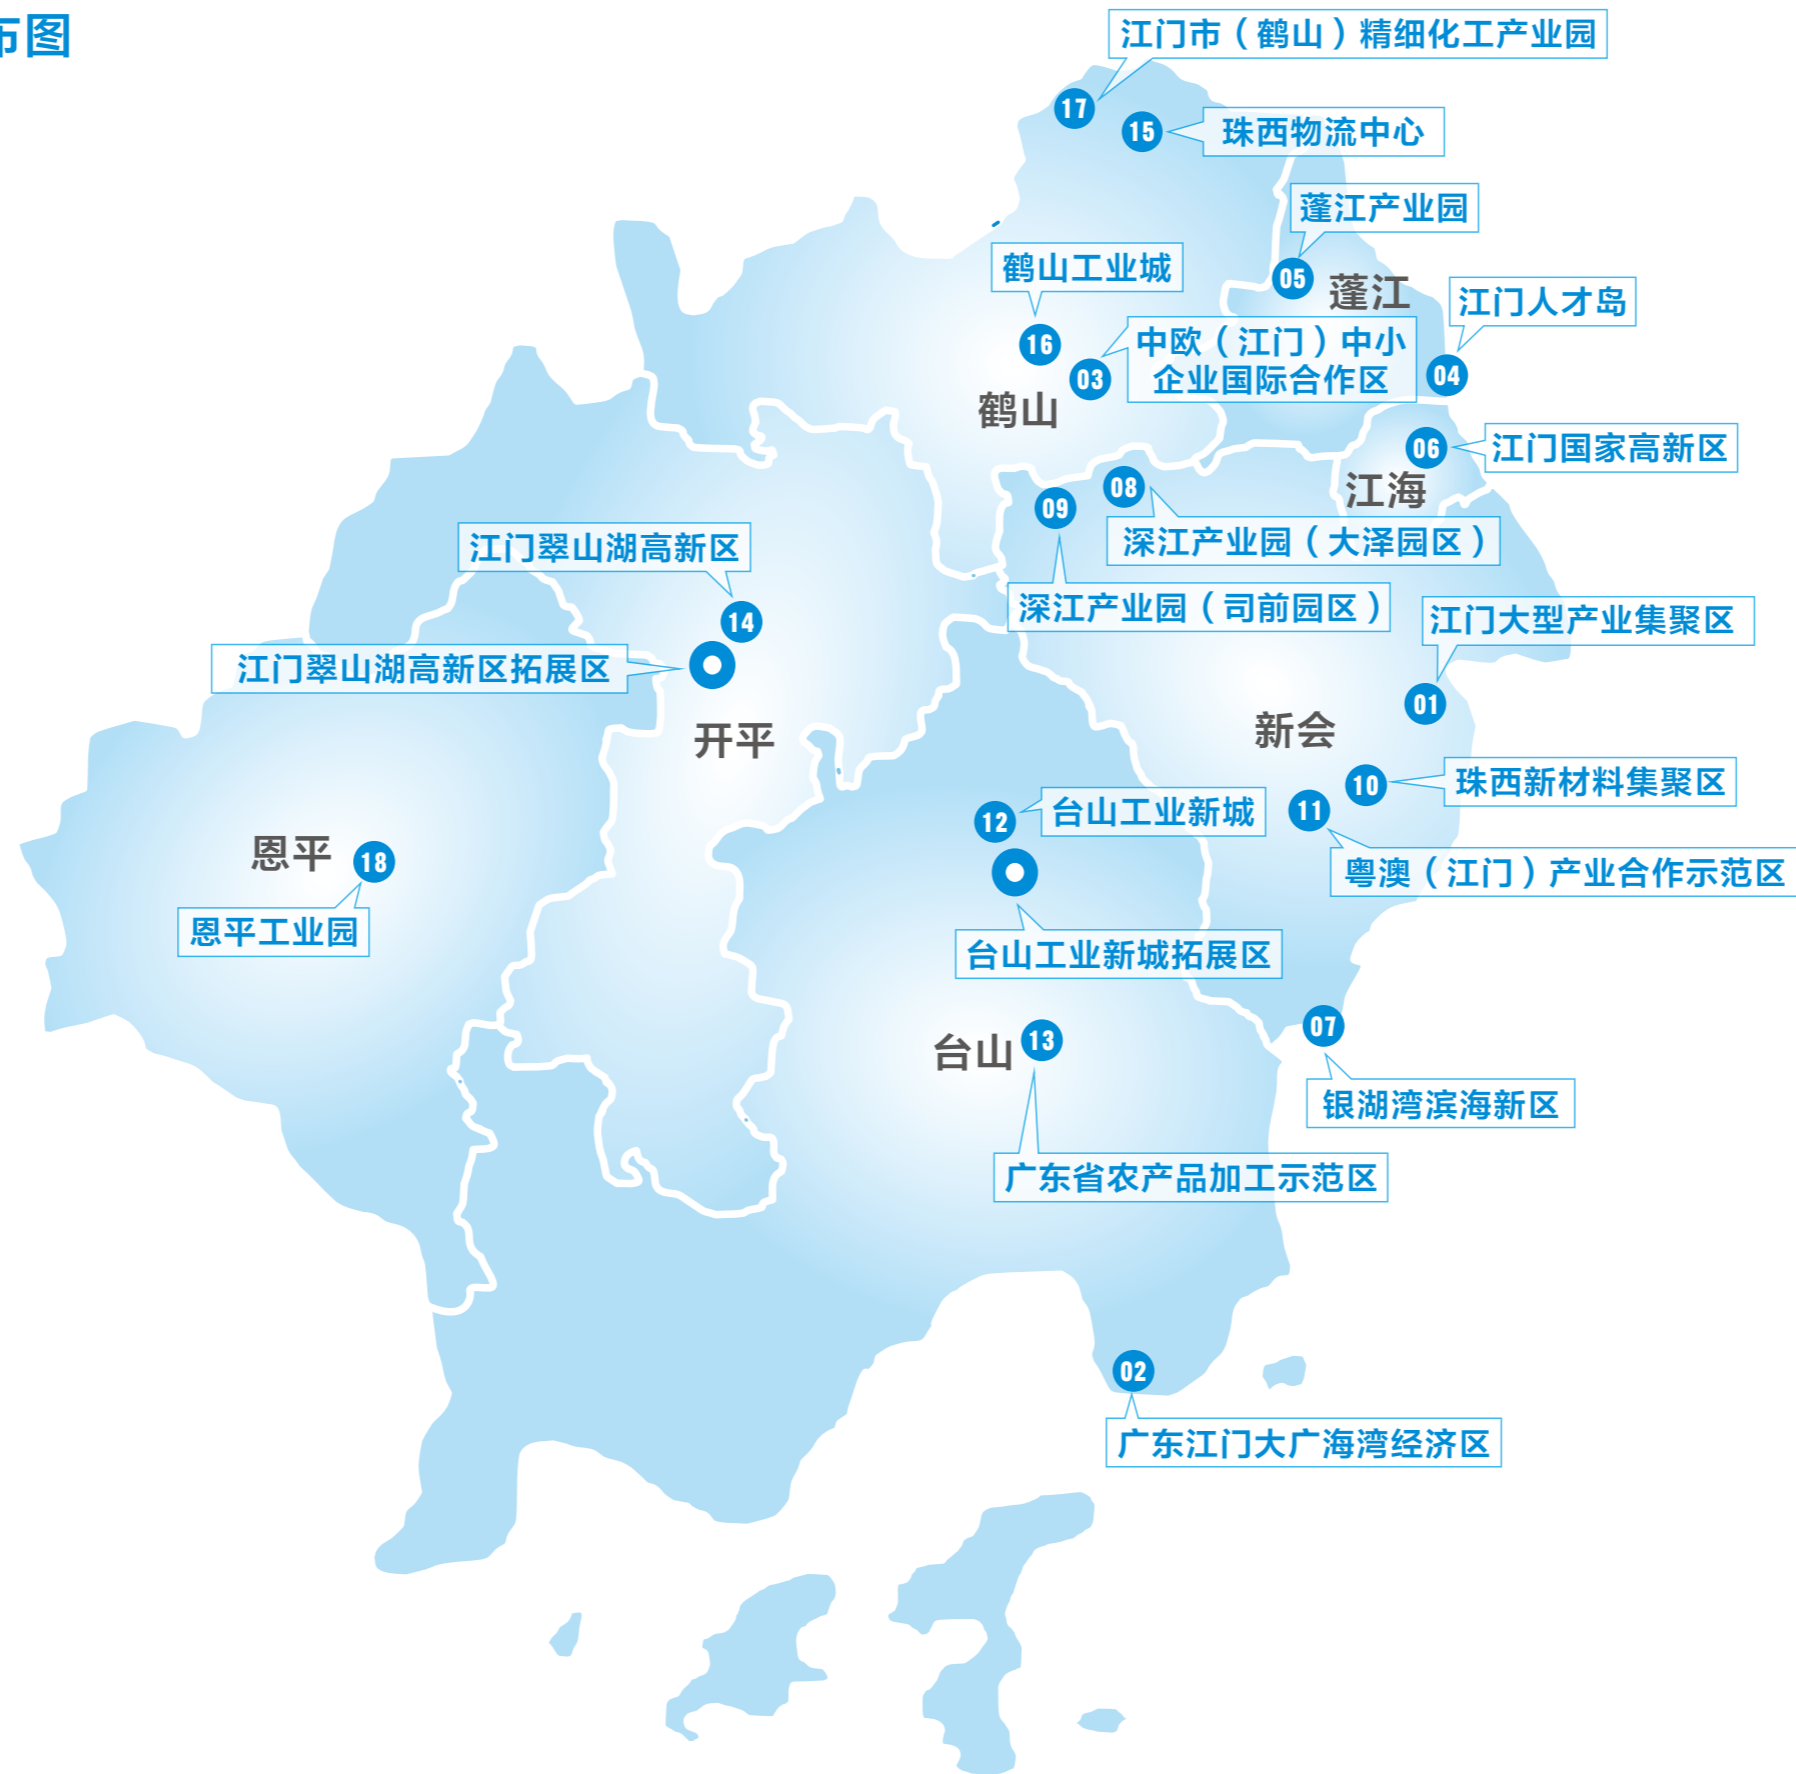 布图
江门市（鹤山）精细化工产业园
17
15
珠西物流中心
蓬江产业园
鹤山工业城
05
蓬江
江门人才岛
16
中欧（江门）中小
企业国际合作区
03
04
鹤山
06
江门国家高新区
江海
08
09
深江产业园（大泽园区）
江门翠山湖高新区
深江产业园（司前园区）
14
江门大型产业集聚区
江门翠山湖高新区拓展区
01
开平
新会
10
珠西新材料集聚区
12
台山工业新城
11
恩平
18
粤澳（江门）产业合作示范区
恩平工业园
台山工业新城拓展区
07
台山
13
银湖湾滨海新区
广东省农产品加工示范区
02
广东江门大广海湾经济区